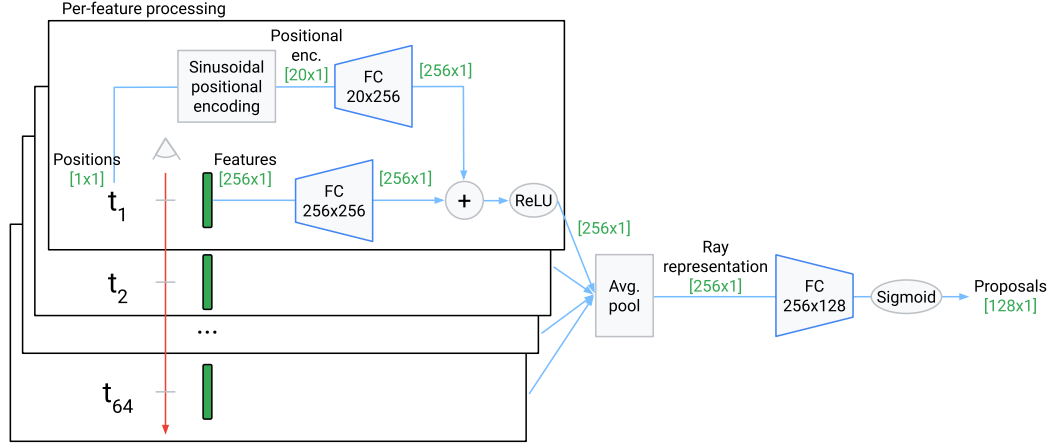 Per-feature processing
Positional
enc.
[20x1]
Sinusoidal
positional
encoding
FC
20x256
[256x1]
Positions
[1x1]
t1
Features
[256x1]
FC
256x256
[256x1]
+
ReLU
[256x1]
t2
...
t64
Avg.
pool
Ray
representation
[256x1]
FC
256x128
Sigmoid
Proposals
[128x1]